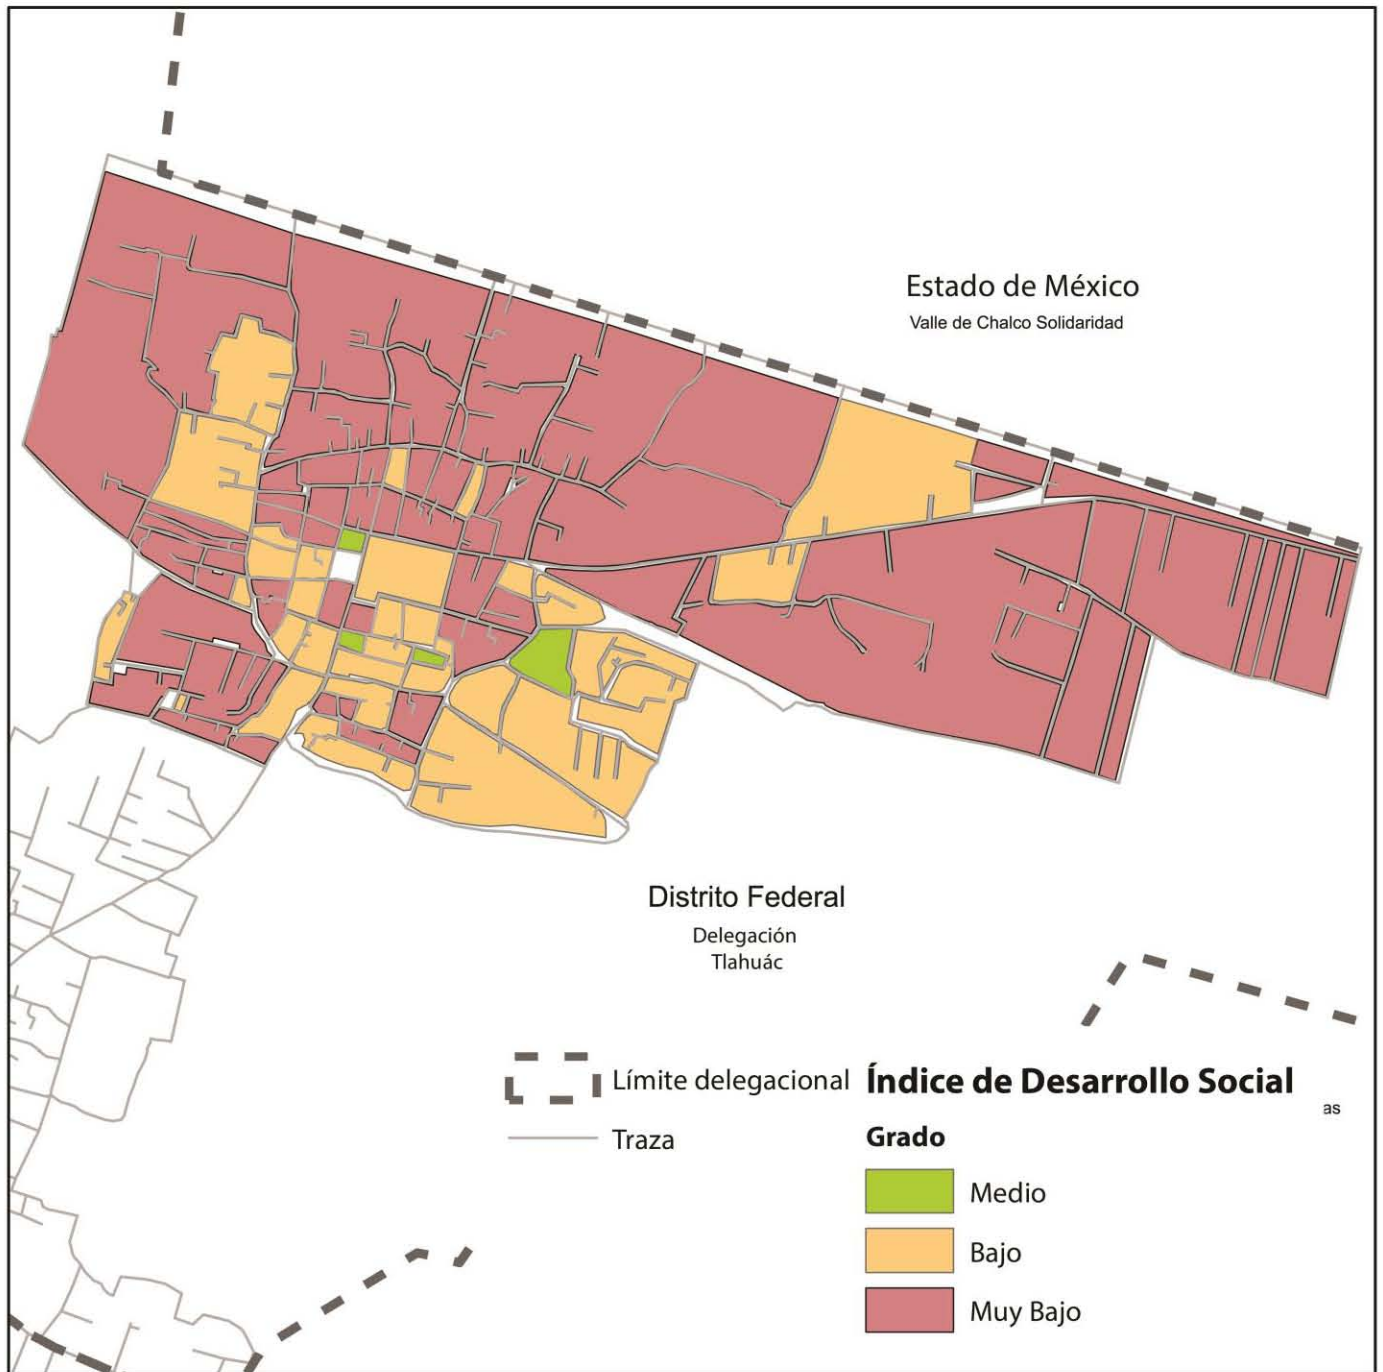 Estado de México
Valle de Chalco Solidaridad
Distrito Federal
Delegación
Tlahuác
Límite delegacional
Traza
Índice de Desarrollo Social
as
Grado
Medio
Bajo
Muy Bajo